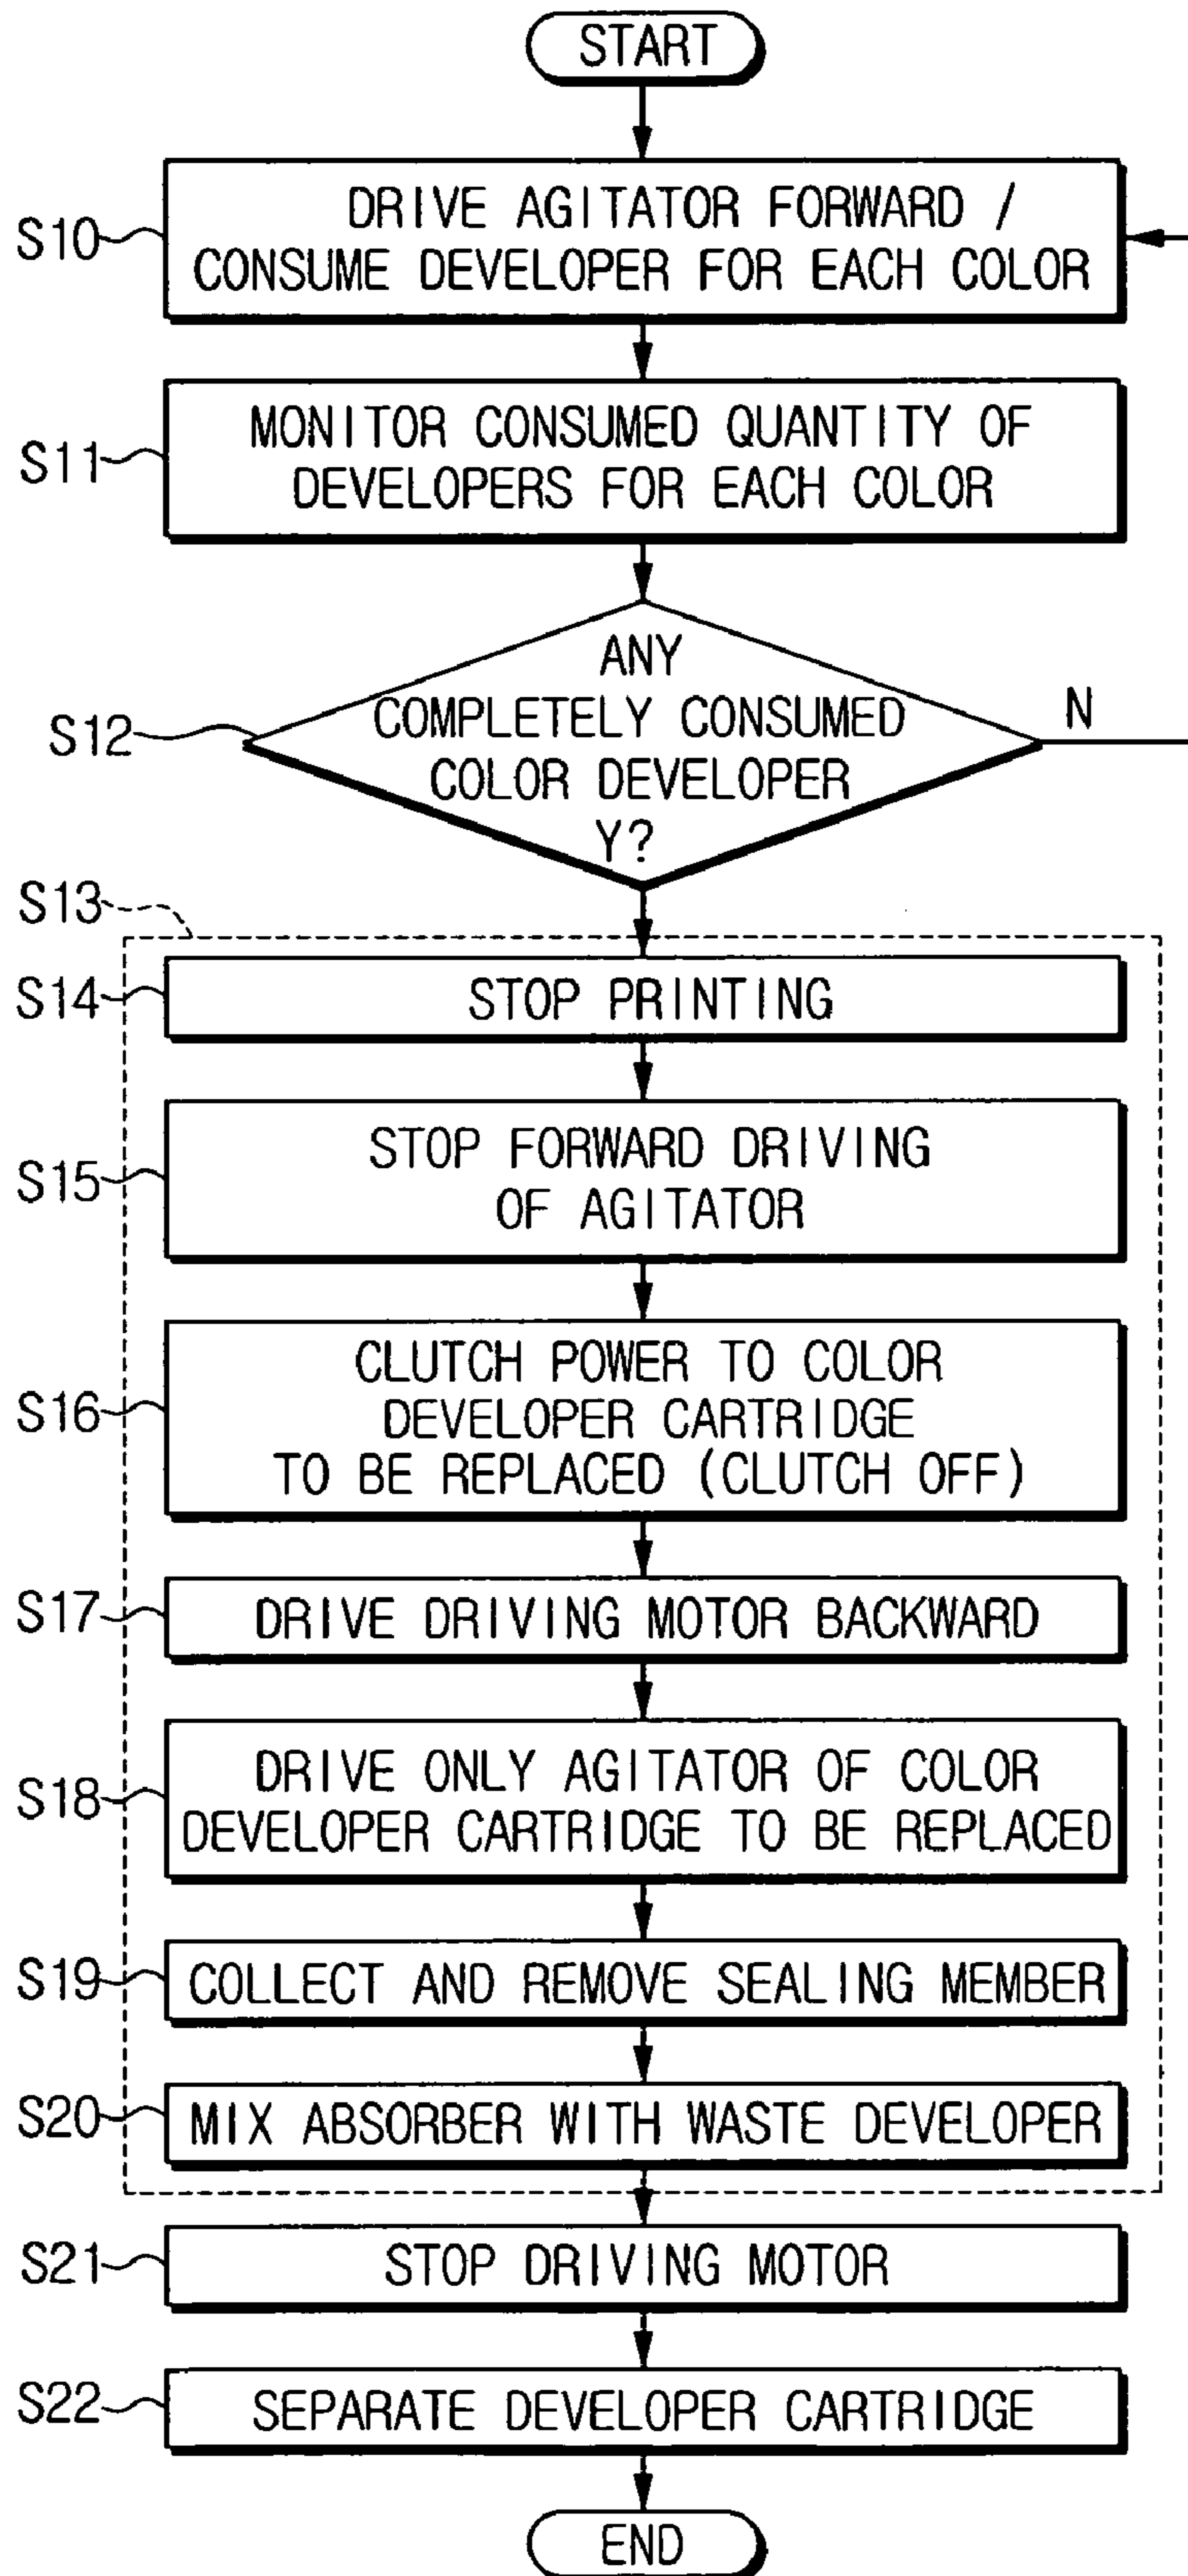 START
S10
DRIVE AGITATOR FORWARD /
CONSUME DEVELOPER FOR EACH COLOR
S11
MONITOR CONSUMED QUANTITY OF
DEVELOPERS FOR EACH COLOR
S12
ANY
COMPLETELY CONSUMED
COLOR DEVELOPER
Y?
N
S13
S14
STOP PRINTING
S15
STOP FORWARD DRIVING
OF AGITATOR
S16
CLUTCH POWER TO COLOR
DEVELOPER CARTRIDGE
TO BE REPLACED (CLUTCH OFF)
S17
DRIVE DRIVING MOTOR BACKWARD
S18
DRIVE ONLY AGITATOR OF COLOR
DEVELOPER CARTRIDGE TO BE REPLACED
S19
COLLECT AND REMOVE SEALING MEMBER
S20
MIX ABSORBER WITH WASTE DEVELOPER
S21
STOP DRIVING MOTOR
S22
SEPARATE DEVELOPER CARTRIDGE
END